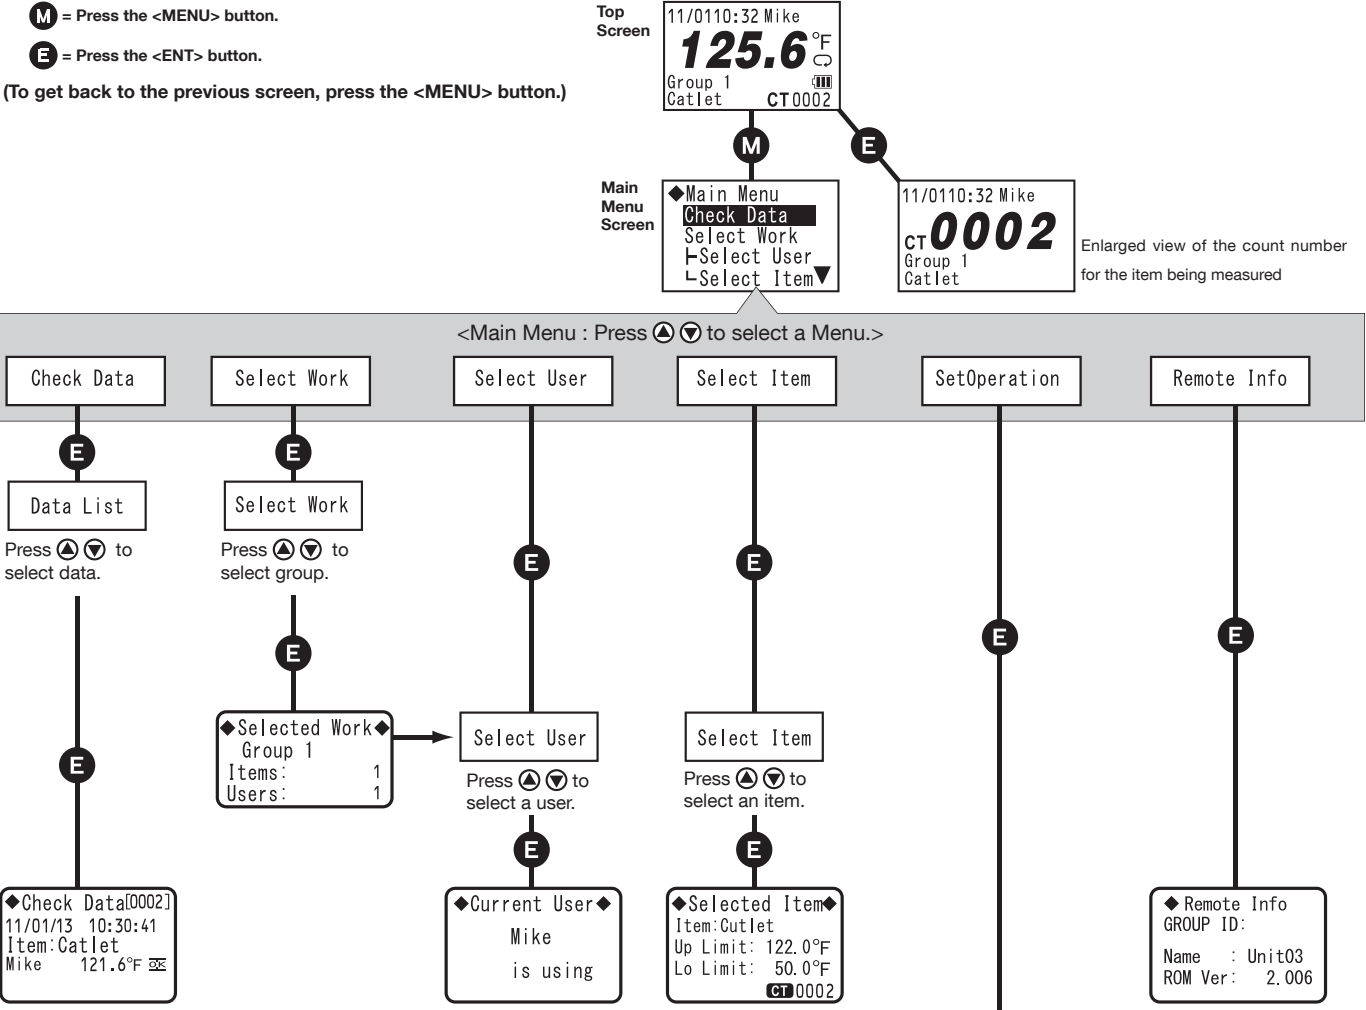 M = Press the <MENU> button.
E = Press the <ENT> button.
(To get back to the previous screen, press the <MENU> button.)
Top
Screen
11/0110:32 Mike
125.6 °F
Group 1
Catlet CT0002
M
E
Main
Menu
Screen
◆Main Menu
Check Data
Select Work
├Select User
└Select Item▼
11/0110:32 Mike
CT0002
Group 1
Catlet
Enlarged view of the count number
for the item being measured
<Main Menu : Press ▲ ▼ to select a Menu.>
Check Data
Select Work
Select User
Select Item
SetOperation
Remote Info
E
E
Data List
Select Work
Press ▲ ▼ to
select data.
Press ▲ ▼ to
select group.
E
E
E
E
E
◆Selected Work◆
Group 1
Items: 1
Users: 1
Select User
Select Item
Press ▲ ▼ to
select a user.
Press ▲ ▼ to
select an item.
E
E
E
◆Check Data[0002]
11/01/13 10:30:41
Item:Catlet
Mike 121.6°F OK
◆Current User◆
Mike
is using
◆Selected Item◆
Item:Cutlet
Up Limit: 122.0°F
Lo Limit: 50.0°F
CT0002
◆ Remote Info
GROUP ID:
Name : Unit03
ROM Ver: 2.006